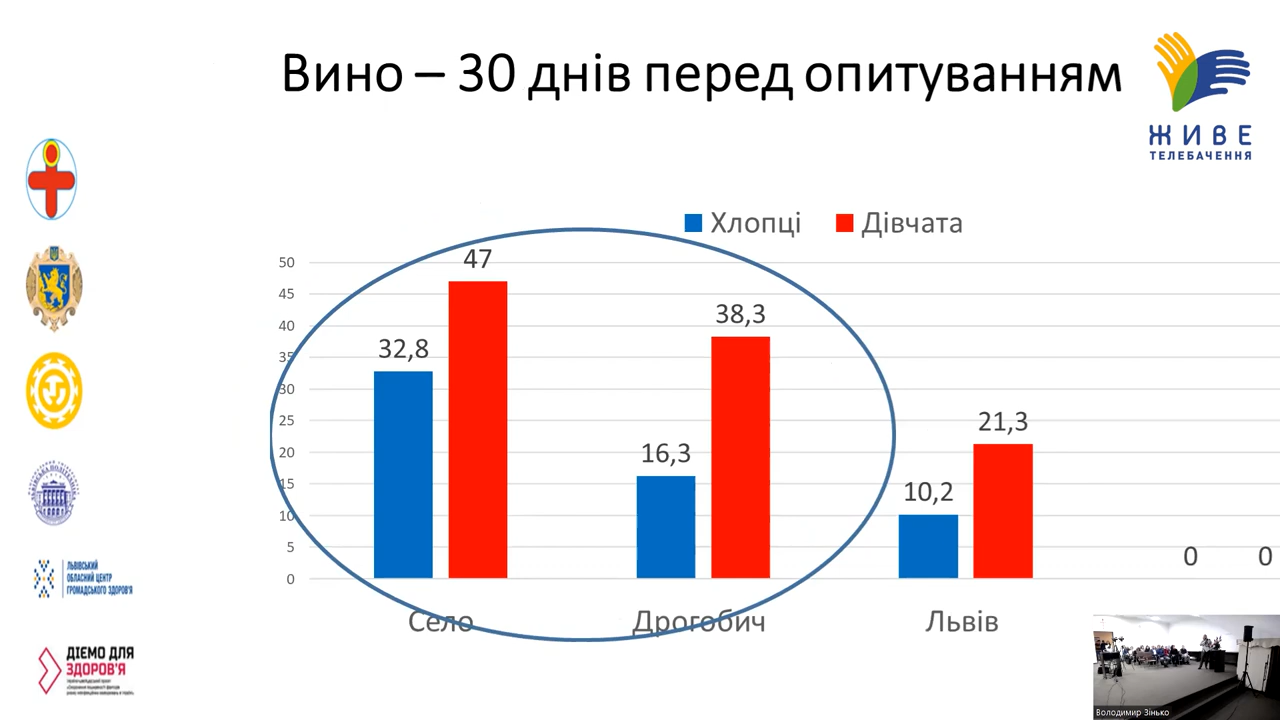 Вино – 30 днів перед опитуванням
ЖИВЕ
ТЕЛЕБАЧЕННЯ
Хлопці
Дівчата
50
45
40
35
30
25
20
15
10
5
0
32,8
47
16,3
38,3
10,2
21,3
0
0
Село
Дрогобич
Львів
ЛЬВІВСЬКИЙ
ОБЛАСНИЙ ЦЕНТР
ГРОМАДСЬКОГО ЗДОРОВ'Я
ДІЄМО ДЛЯ
ЗДОРОВ'Я
Володимир Зінько